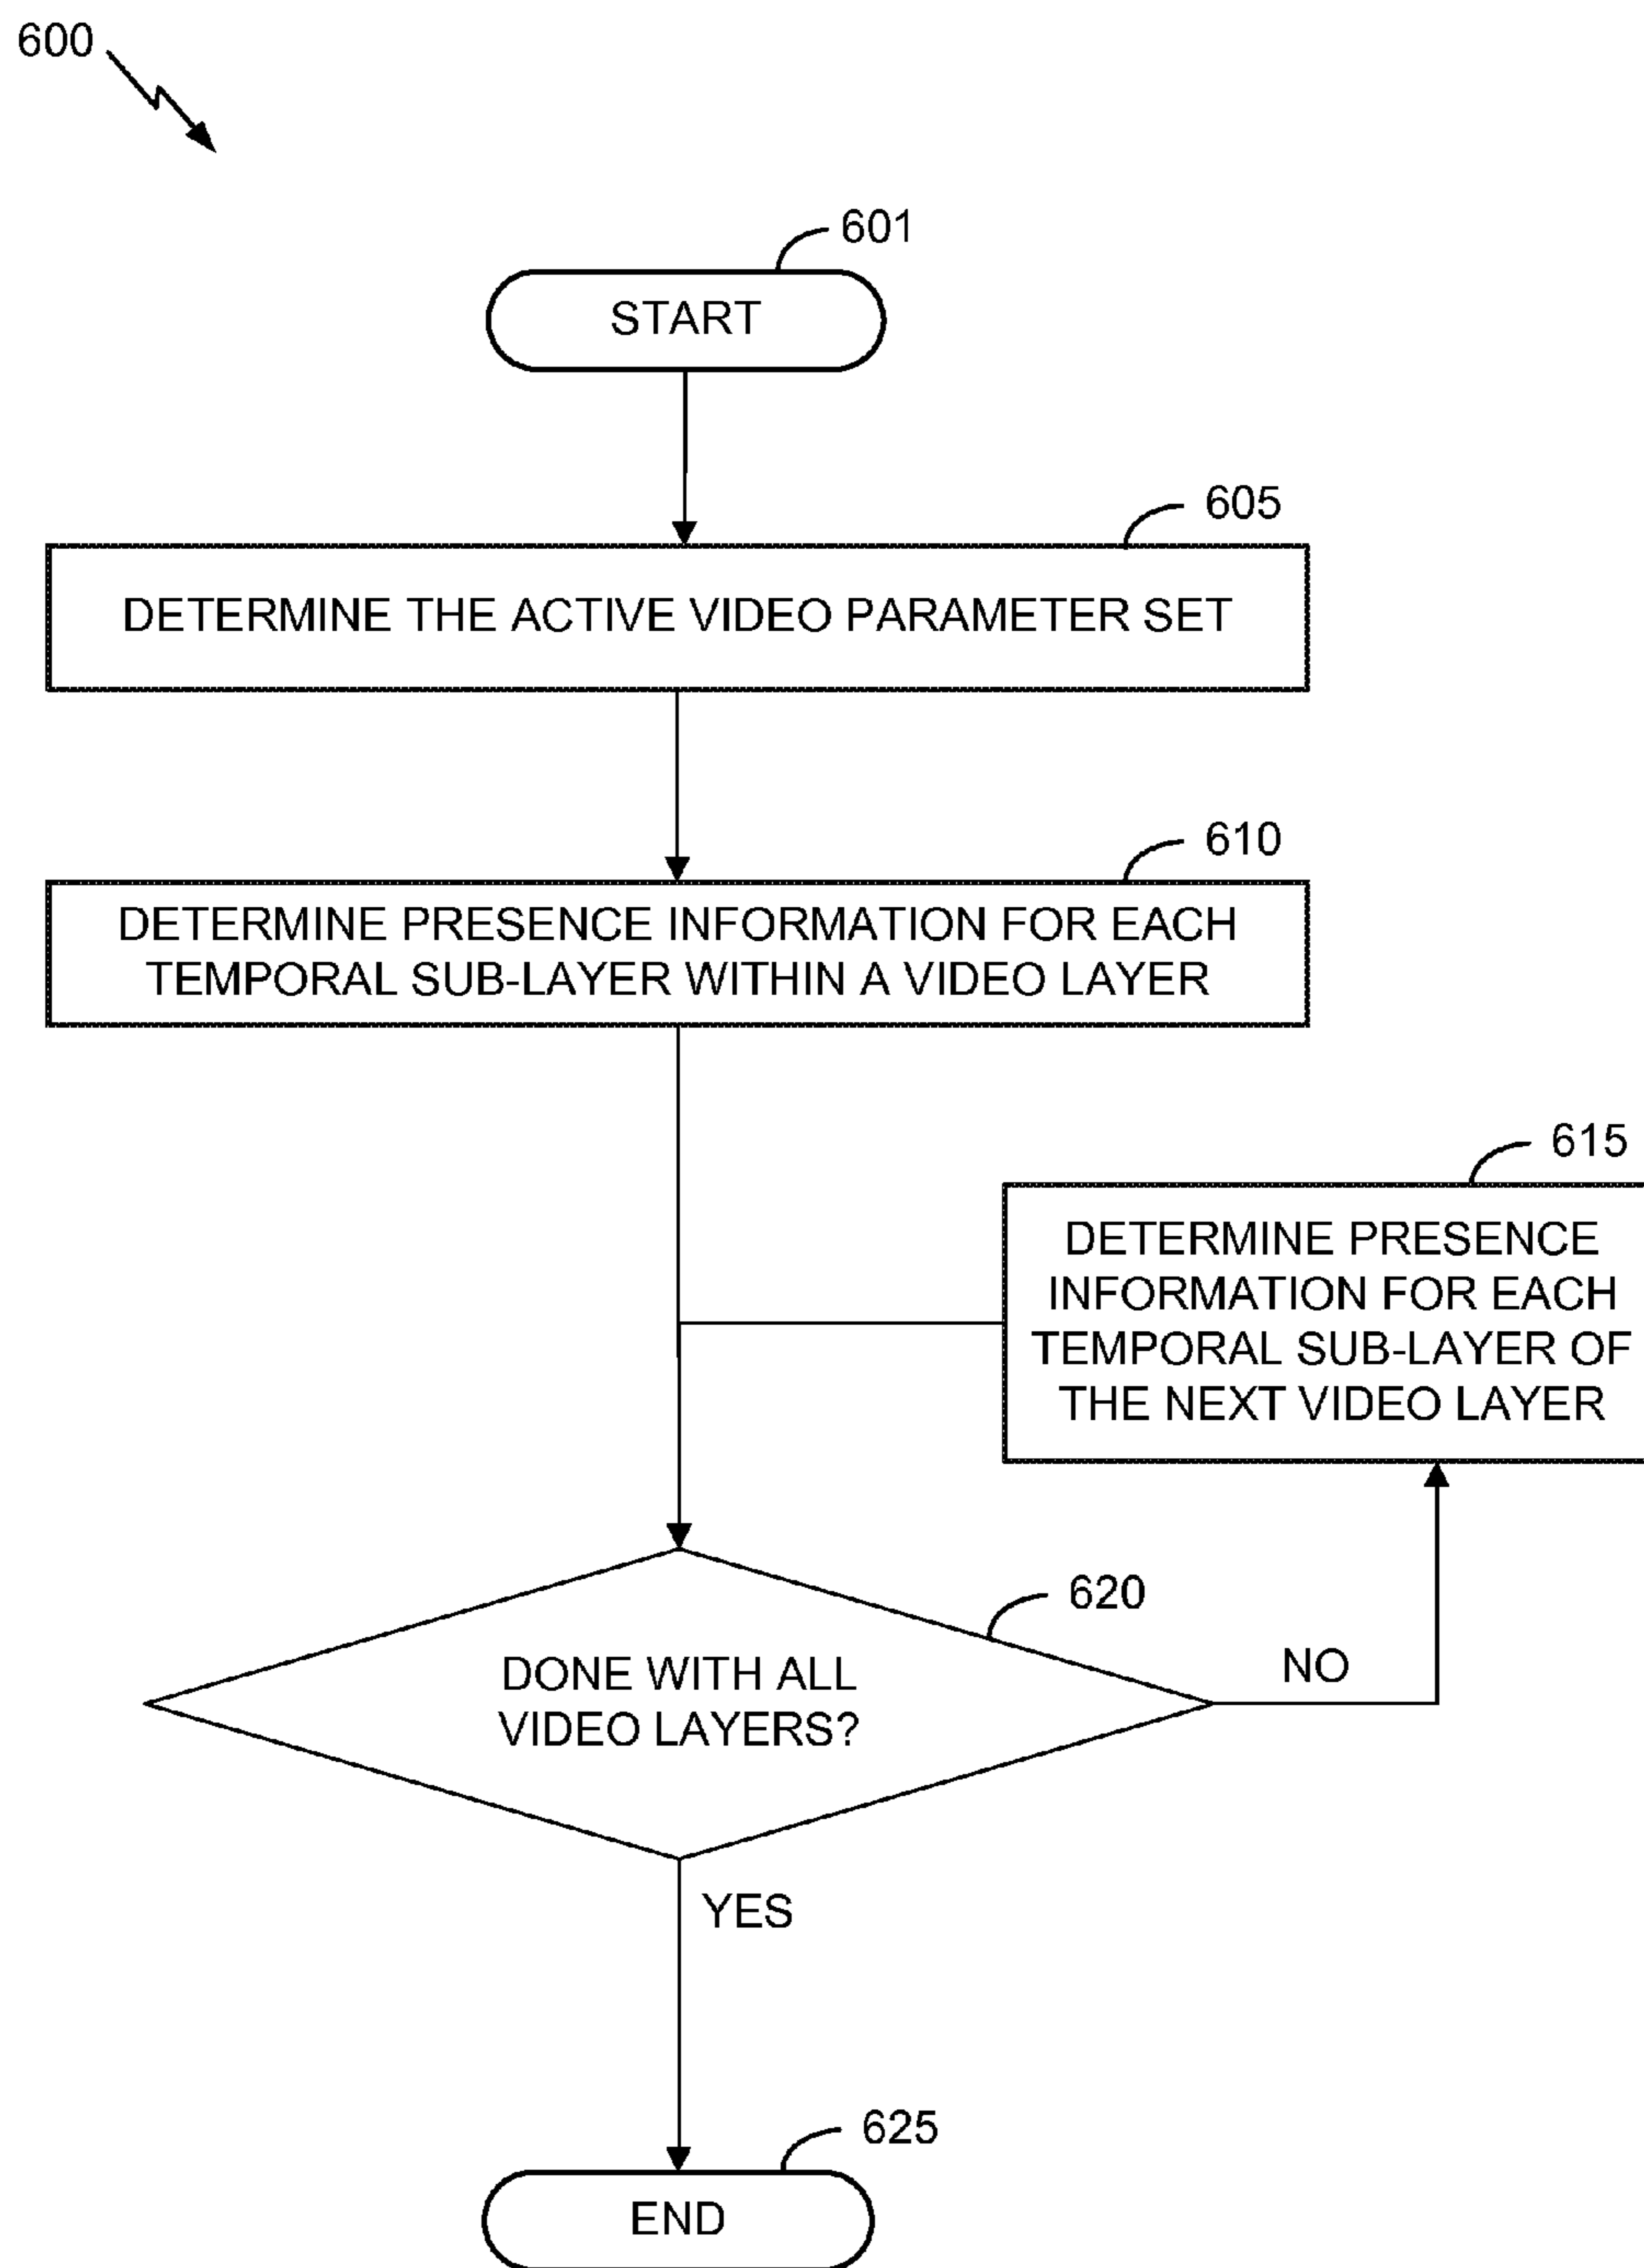 600
601
START
605
DETERMINE THE ACTIVE VIDEO PARAMETER SET
610
DETERMINE PRESENCE INFORMATION FOR EACH
TEMPORAL SUB-LAYER WITHIN A VIDEO LAYER
615
DETERMINE PRESENCE
INFORMATION FOR EACH
TEMPORAL SUB-LAYER OF
THE NEXT VIDEO LAYER
620
DONE WITH ALL
VIDEO LAYERS?
NO
YES
625
END